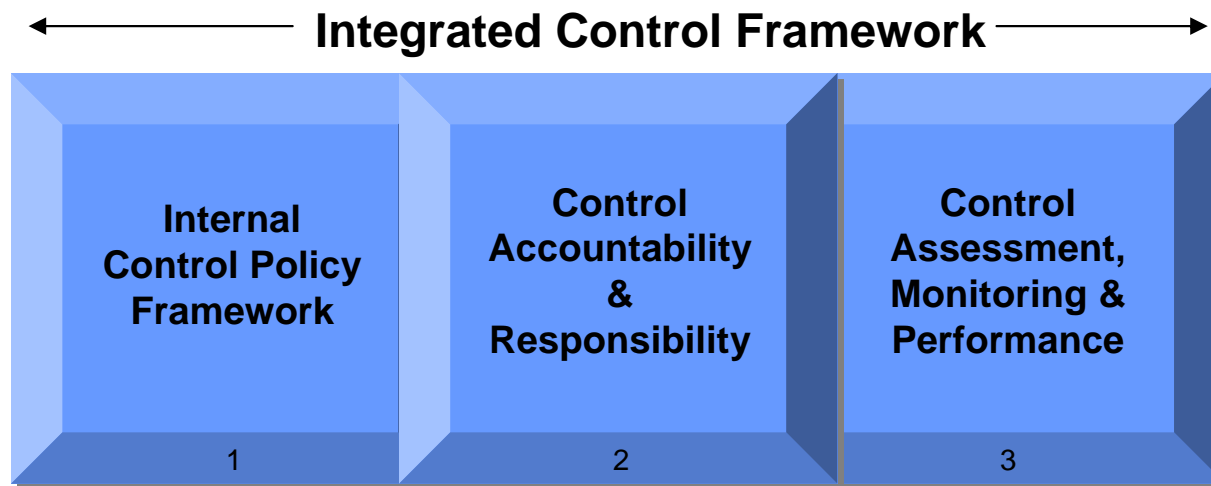 Integrated Control Framework
Internal
Control Policy
Framework
1
Control
Accountability
&
Responsibility
2
Control
Assessment,
Monitoring &
Performance
3